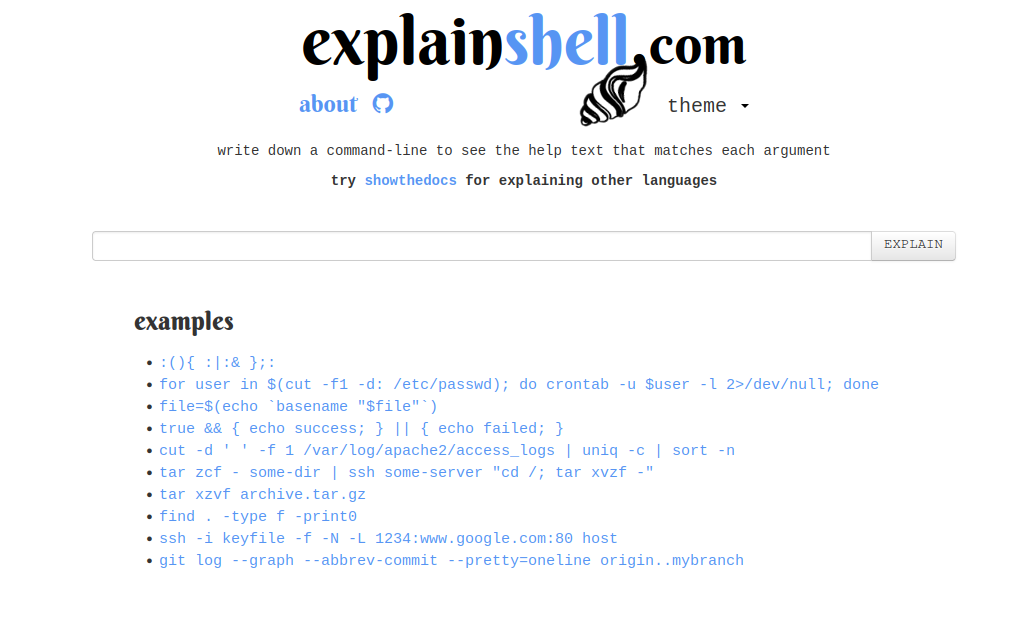 explainshell.com
about theme
write down a command-line to see the help text that matches each argument
try showthedocs for explaining other languages
EXPLAIN
examples
:(){ :|:& };:
for user in $(cut -f1 -d: /etc/passwd); do crontab -u $user -l 2>/dev/null; done
file=$(echo `basename "$file"`)
true && { echo success; } || { echo failed; }
cut -d ' ' -f 1 /var/log/apache2/access_logs | uniq -c | sort -n
tar zcf - some-dir | ssh some-server "cd /; tar xvzf -"
tar xzvf archive.tar.gz
find . -type f -print0
ssh -i keyfile -f -N -L 1234:www.google.com:80 host
git log --graph --abbrev-commit --pretty=oneline origin..mybranch